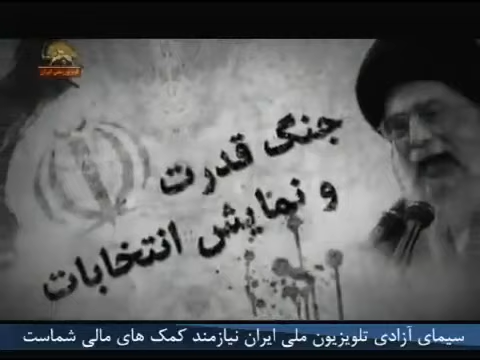 جنگ قدرت
و نمایش انتخابات
سیمای آزادی تلویزیون ملی ایران نیازمند کمک های مالی شماست